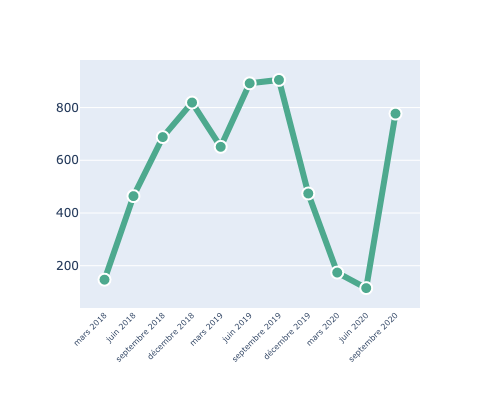 800
600
400
200
mars 2018
juin 2018
septembre 2018
décembre 2018
mars 2019
juin 2019
septembre 2019
décembre 2019
mars 2020
juin 2020
septembre 2020